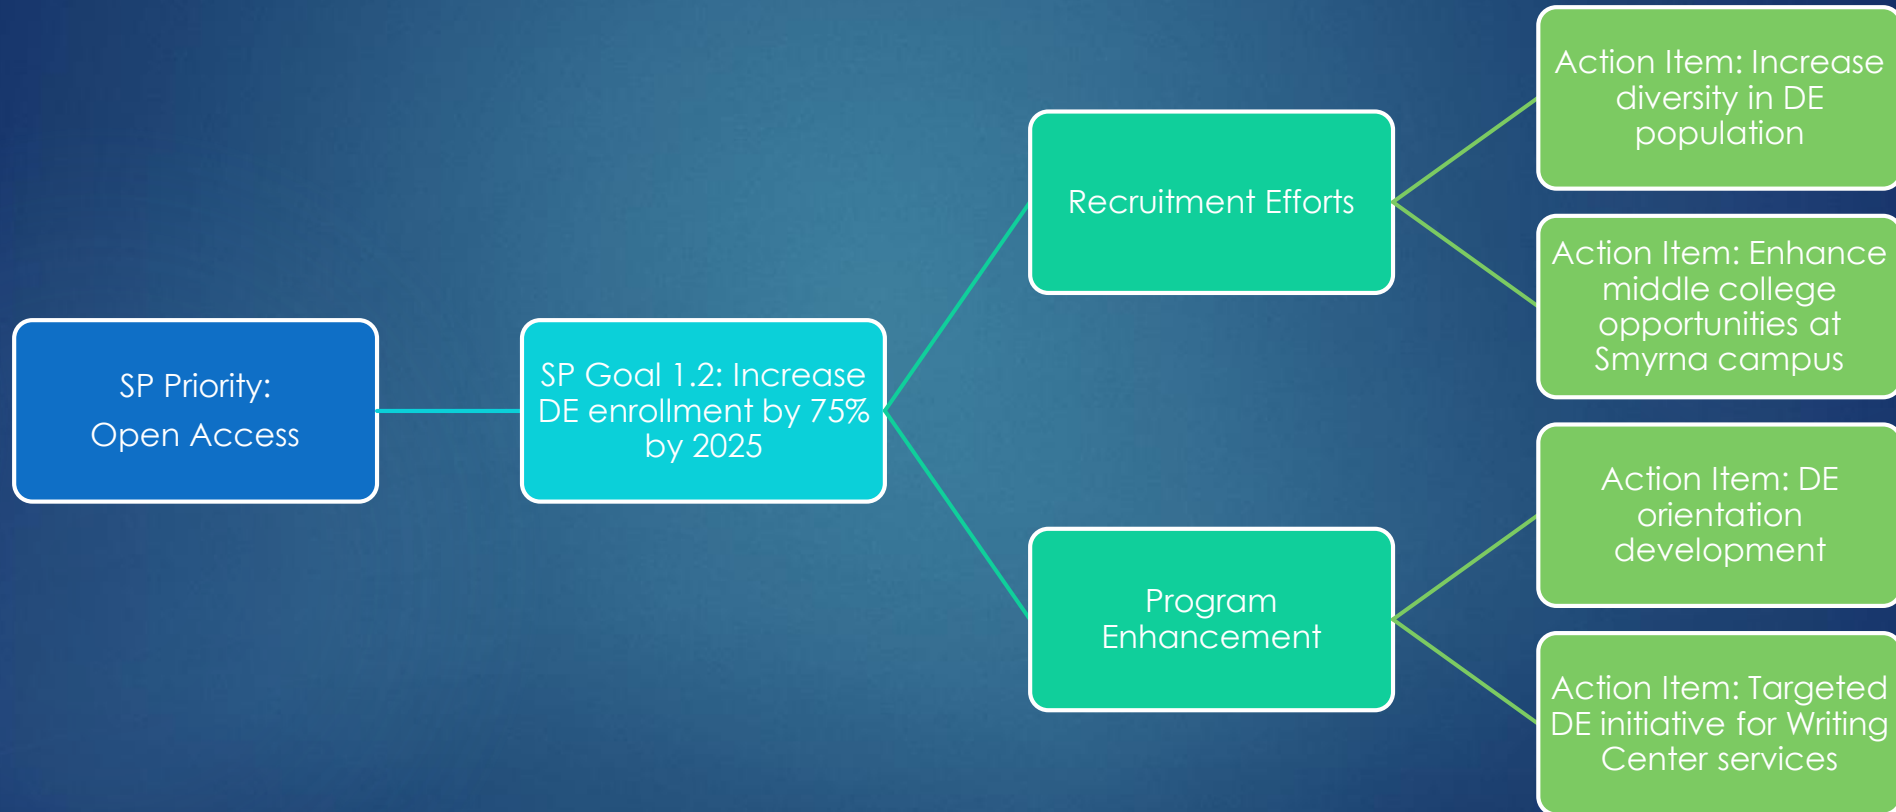 SP Priority:
Open Access
SP Goal 1.2: Increase
DE enrollment by 75%
by 2025
Recruitment Efforts
Program
Enhancement
Action Item: Increase
diversity in DE
population
Action Item: Enhance
middle college
opportunities at
Smyrna campus
Action Item: DE
orientation
development
Action Item: Targeted
DE initiative for Writing
Center services